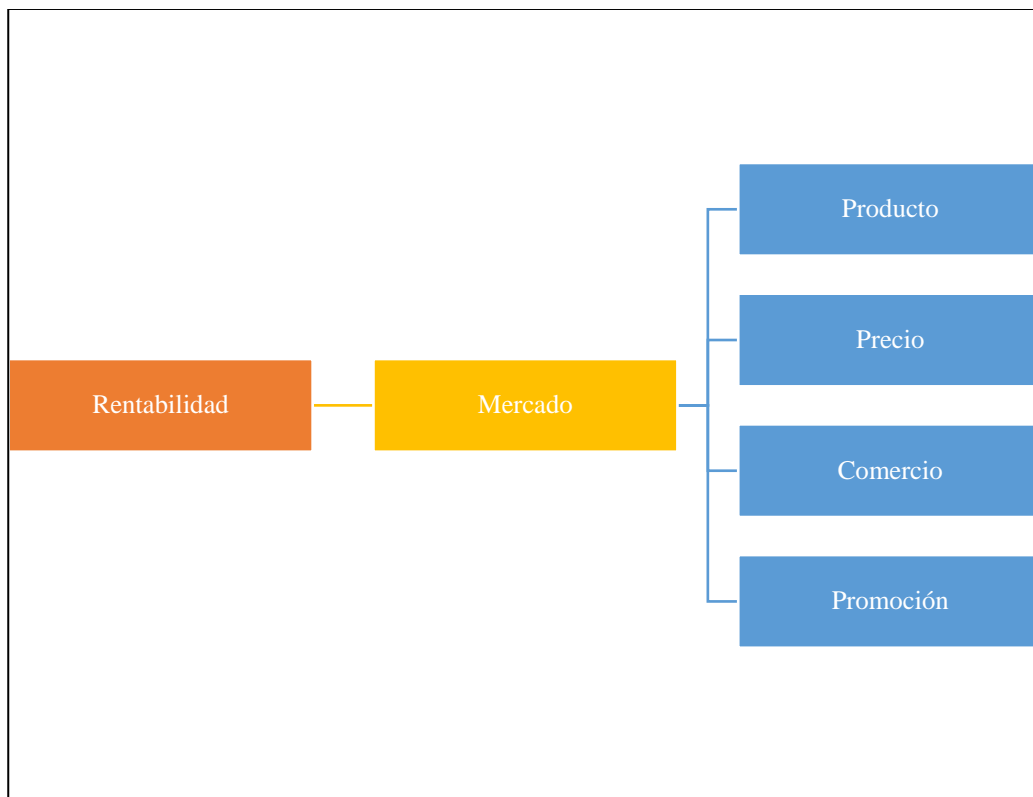 Rentabilidad
Mercado
Producto
Precio
Comercio
Promoción